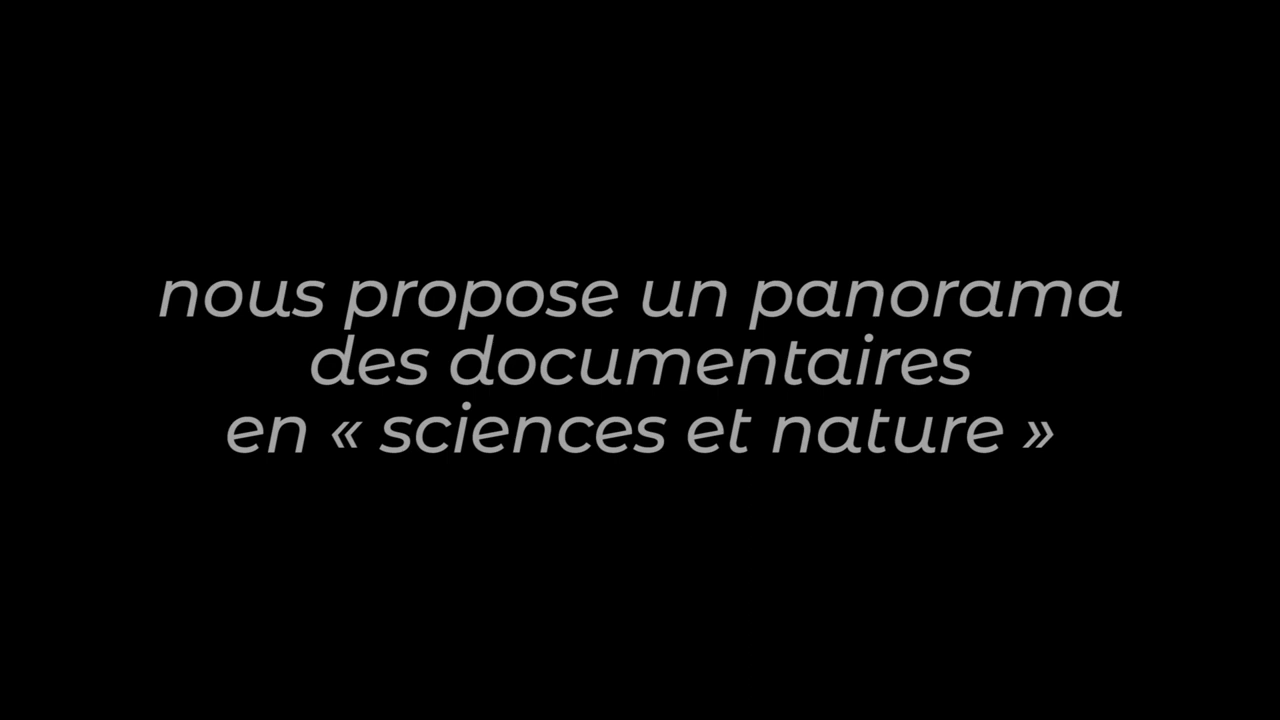 nous propose un panorama
des documentaires
en « sciences et nature »